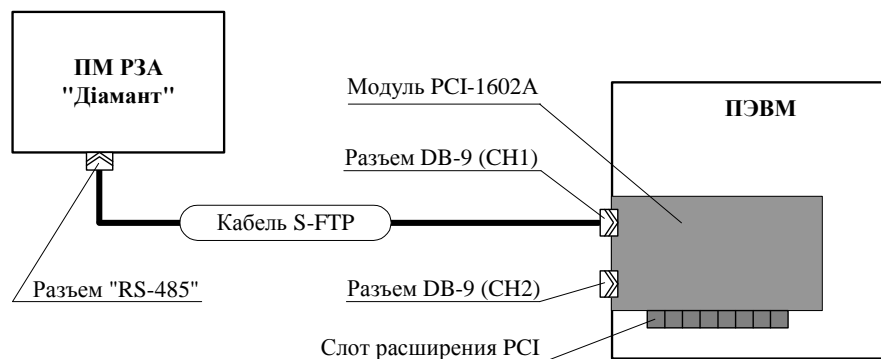 ПМ РЗА
"Діамант"
Модуль PCI-1602A
ПЭВМ
Разъем DB-9 (CH1)
Кабель S-FTP
Разъем "RS-485"
Разъем DB-9 (CH2)
Слот расширения PCI